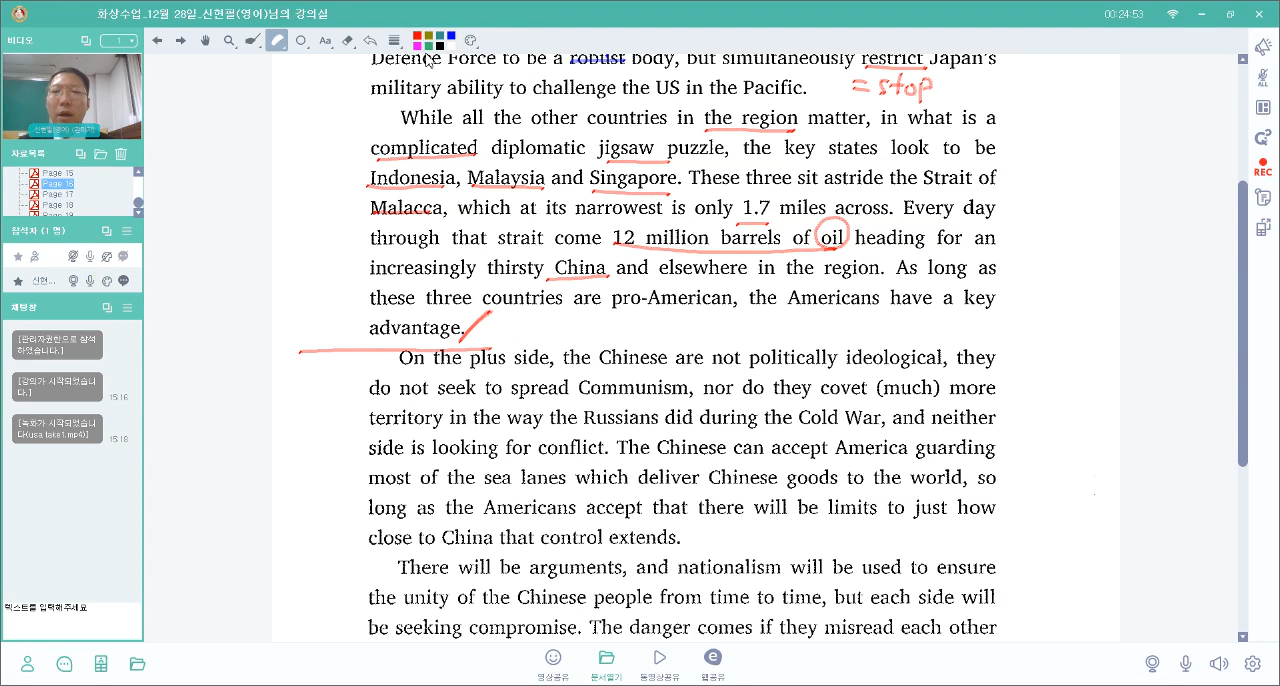 화상수업_12월 28일_신현필(영어)님의 강의실
00:24:53
비디오
1
Aa
신현필(영어) (관리자)
자료목록
Page 15
Page 16
Page 17
Page 18
참석자 (1 명)
신현...
채팅창
[관리자권한으로 참석하였습니다.]
[강의가 시작되었습니다.]
15:16
[녹화가 시작되었습니다(usa take1.mp4)]
15:18
텍스트를 입력해주세요
Defence Force to be a robust body, but simultaneously restrict Japan's
military ability to challenge the US in the Pacific.
= stop
While all the other countries in the region matter, in what is a
complicated diplomatic jigsaw puzzle, the key states look to be
Indonesia, Malaysia and Singapore. These three sit astride the Strait of
Malacca, which at its narrowest is only 1.7 miles across. Every day
through that strait come 12 million barrels of oil heading for an
increasingly thirsty China and elsewhere in the region. As long as
these three countries are pro-American, the Americans have a key
advantage.
On the plus side, the Chinese are not politically ideological, they
do not seek to spread Communism, nor do they covet (much) more
territory in the way the Russians did during the Cold War, and neither
side is looking for conflict. The Chinese can accept America guarding
most of the sea lanes which deliver Chinese goods to the world, so
long as the Americans accept that there will be limits to just how
close to China that control extends.
There will be arguments, and nationalism will be used to ensure
the unity of the Chinese people from time to time, but each side will
be seeking compromise. The danger comes if they misread each other
ALL
REC
영상공유
문서열기
동영상공유
웹공유